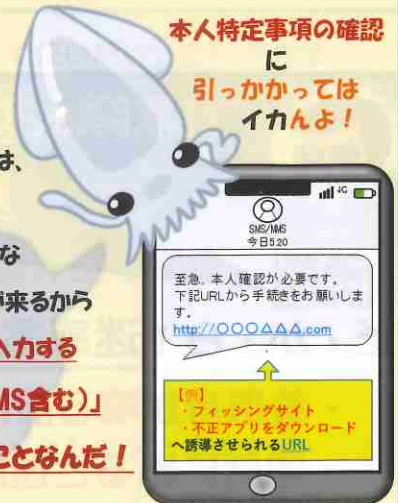 本人特定事項の確認
に
引っかかっては
イカんよ！
は、
な
が来るから
入力する
MS含む）」
ことなんだ！
4G
SMS/MMS
今日5:20
至急、本人確認が必要です。
下記URLから手続きをお願いしま
す。
http://〇〇〇△△△.com
【例】
・フィッシングサイト
・不正アプリをダウンロード
へ誘導させられるURL